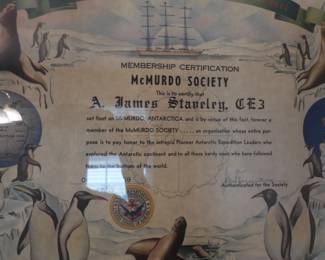 MEMBERSHIP CERTIFICATION
McMURDO SOCIETY
This is to certify that
A. James Staveley, CE3
set foot on McMURDO, ANTARCTICA and by virtue of this fact, forever a
member of the McMURDO SOCIETY ..... an organization whose entire pur-
pose is to pay honor to the intrepid Pioneer Antarctic Expedition Leaders who
explored the Antarctic continent and to all those hardy souls who have followed
them to the bottom of the world.
Authenticated for the Society